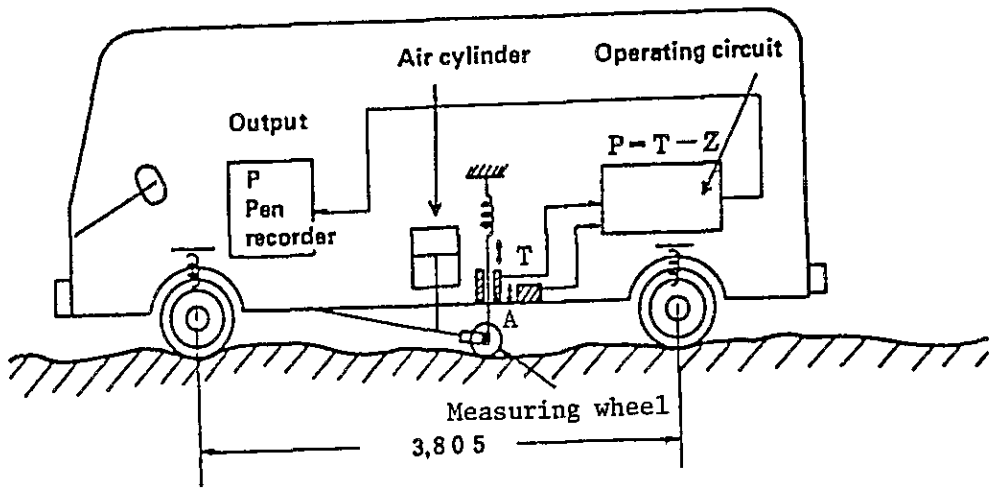 Air cylinder
Operating circuit
Output
P=T-Z
P
Pen
recorder
T
A
Measuring wheel
3,805